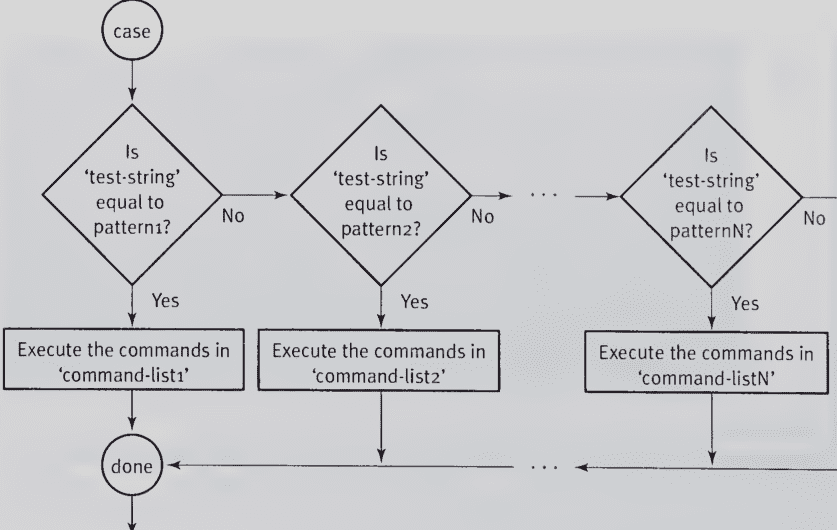 case
Is
'test-string'
equal to
pattern1?
No
Yes
Execute the commands in
'command-list1'
Is
'test-string'
equal to
pattern2?
No
Yes
Execute the commands in
'command-list2'
...
Is
'test-string'
equal to
patternN?
No
Yes
Execute the commands in
'command-listN'
done
...